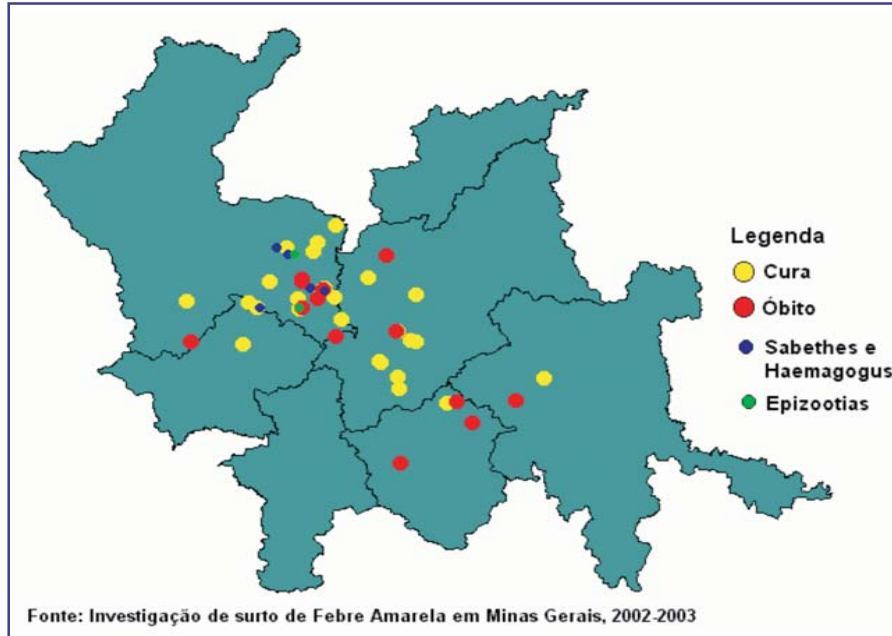 Legenda
Cura
Óbito
Sabethes e
Haemagogus
Epizootias
Fonte: Investigação de surto de Febre Amarela em Minas Gerais, 2002-2003